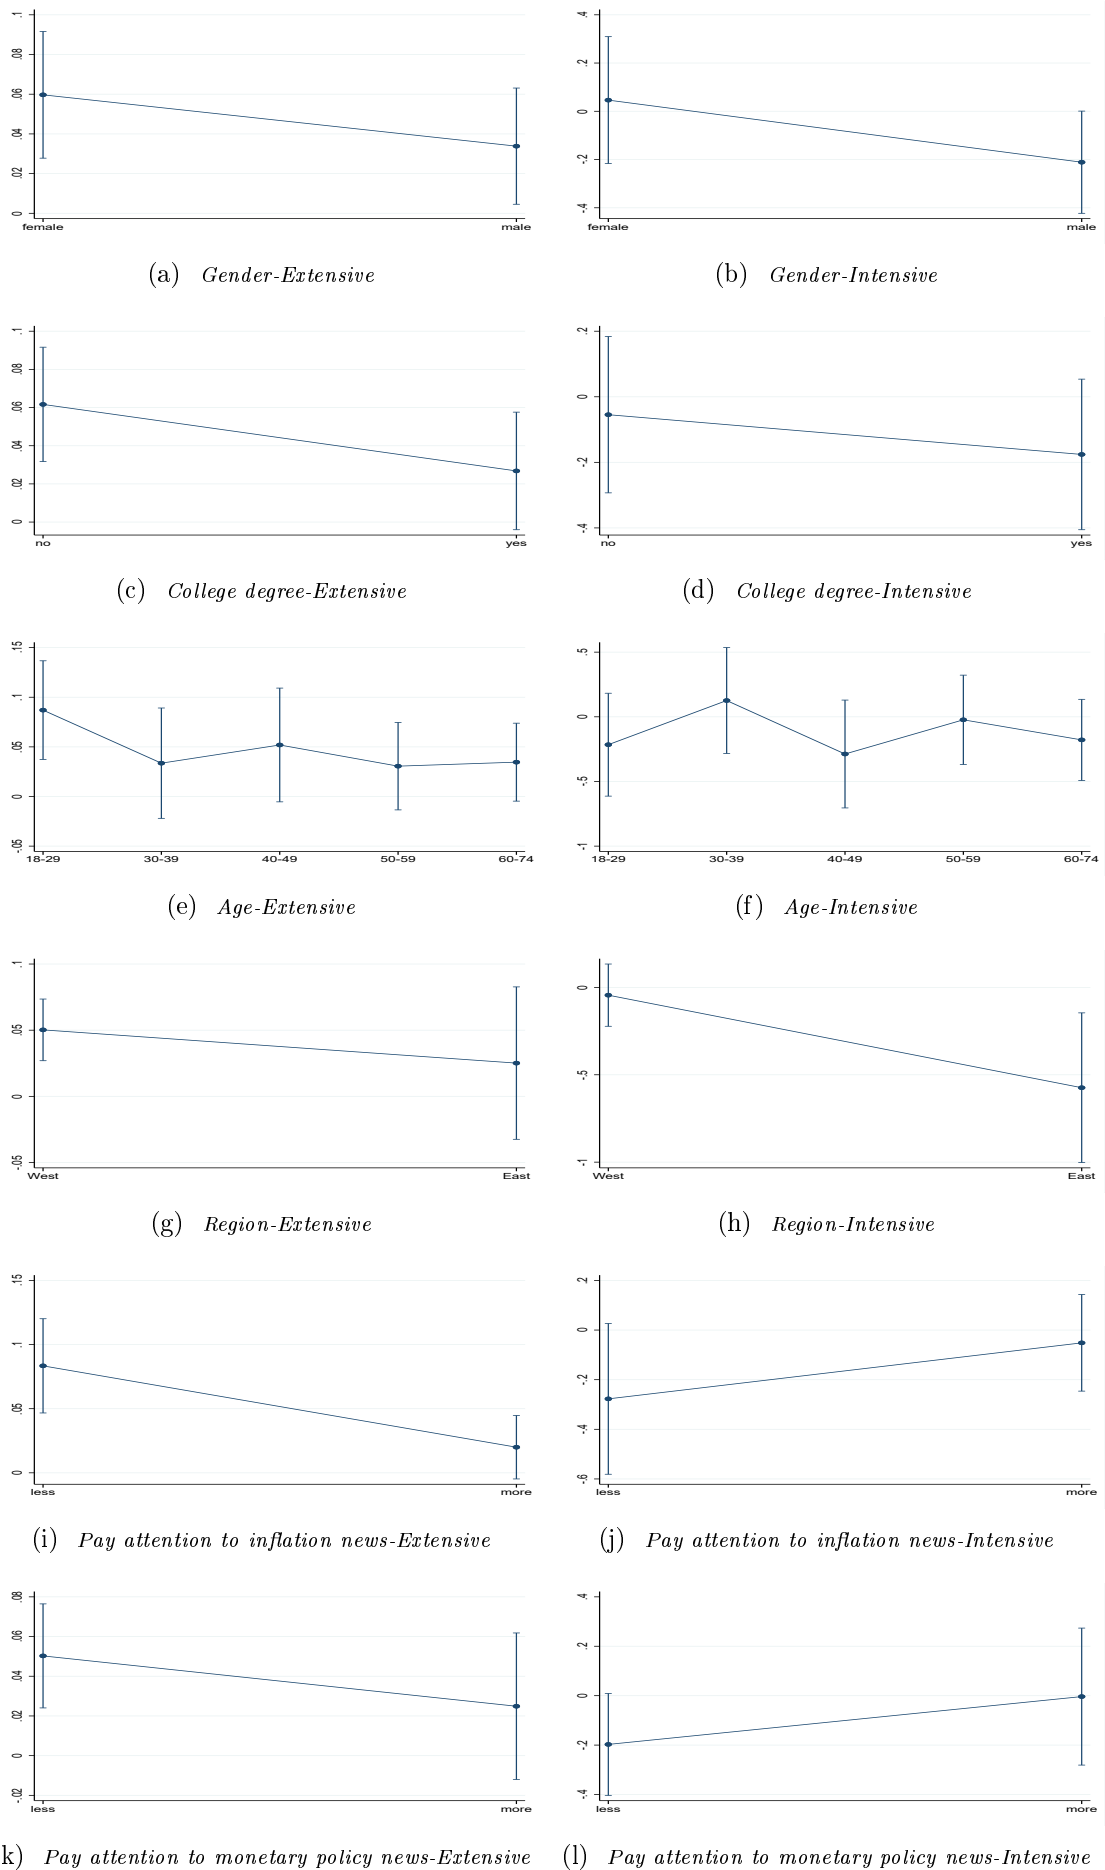 .1 .4
.08 .2
.06 0
.04 -.2
.02 -.4
0
female male female male
(a) Gender-Extensive (b) Gender-Intensive
.1 .2
.08 0
.06 -.2
.04 -.4
.02
0
no yes no yes
(c) College degree-Extensive (d) College degree-Intensive
.15 .5
.1 0
.05 -.5
0 -1
-.05
18-29 30-39 40-49 50-59 60-74 18-29 30-39 40-49 50-59 60-74
(e) Age-Extensive (f) Age-Intensive
.1 0
.05 -.5
0 -1
-.05
West East West East
(g) Region-Extensive (h) Region-Intensive
.15 .2
.1 0
.05 -.2
0 -.4
-.6
less more less more
(i) Pay attention to inflation news-Extensive (j) Pay attention to inflation news-Intensive
.08 .4
.06 .2
.04 0
.02 -.2
0 -.4
-.02
less more less more
k) Pay attention to monetary policy news-Extensive (l) Pay attention to monetary policy news-Intensive